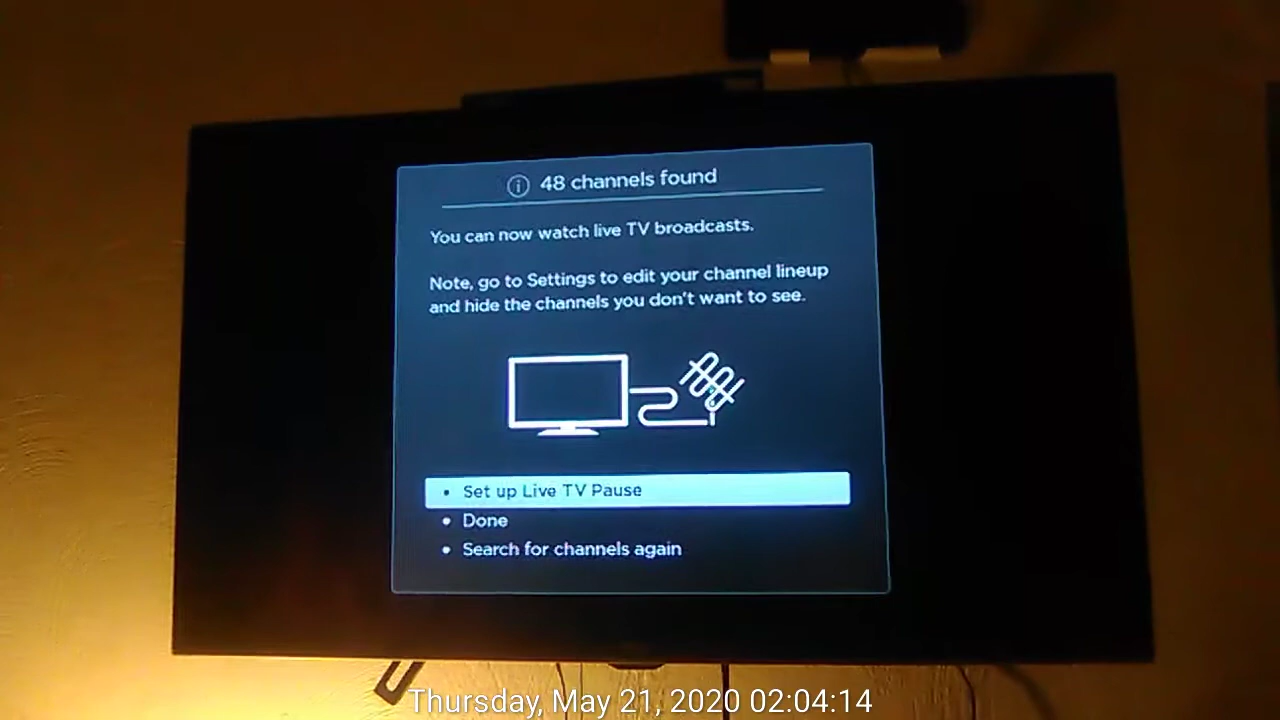 48 channels found
You can now watch live TV broadcasts.
Note, go to Settings to edit your channel lineup
and hide the channels you don't want to see.
• Set up Live TV Pause
• Done
• Search for channels again
Thursday, May 21, 2020 02:04:14